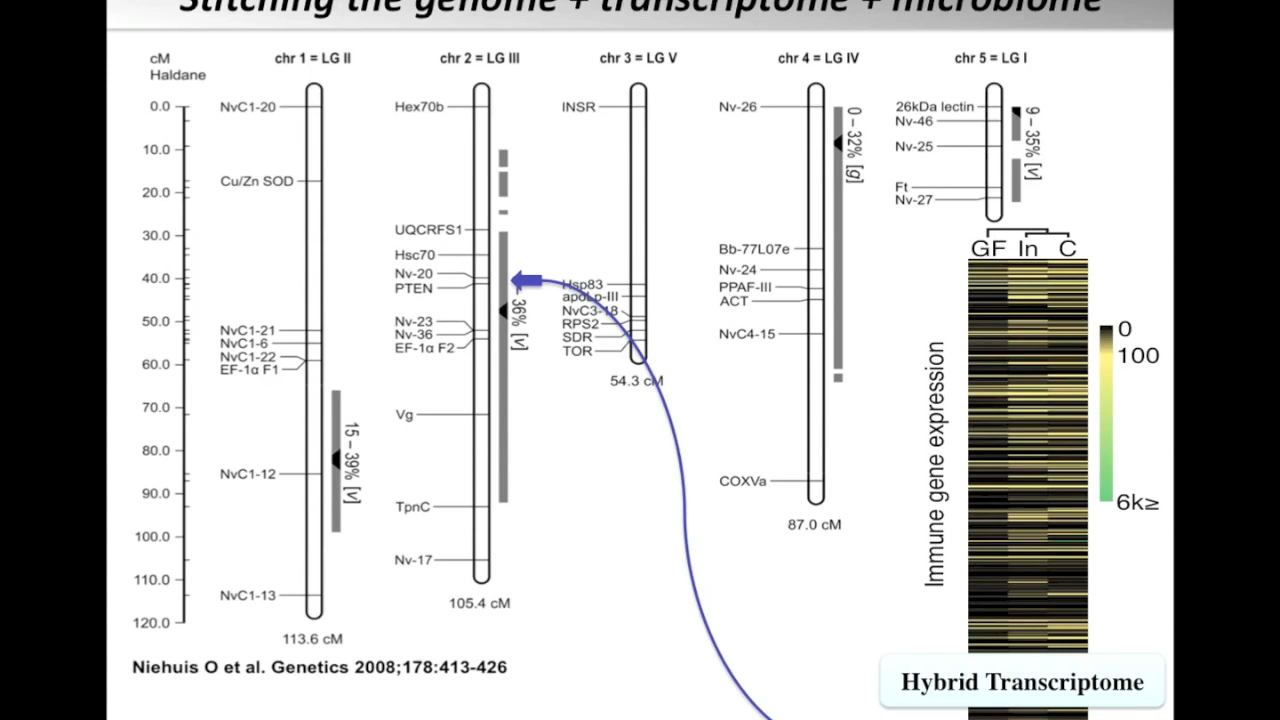 Stitching the genome + transcriptome + microbiome
cM
Haldane
0.0
10.0
20.0
30.0
40.0
50.0
60.0
70.0
80.0
90.0
100.0
110.0
120.0
chr 1 = LG II
NvC1-20
Cu/Zn SOD
NvC1-21
NvC1-6
NvC1-22
EF-1α F1
NvC1-12
NvC1-13
15 – 39% [v]
113.6 cM
chr 2 = LG III
Hex70b
UQCRFS1
Hsc70
Nv-20
PTEN
Nv-23
Nv-36
EF-1α F2
Vg
TpnC
Nv-17
– 36% [v]
105.4 cM
chr 3 = LG V
INSR
Hsp83
apoLp-III
NvC3-18
RPS2
SDR
TOR
54.3 cM
chr 4 = LG IV
Nv-26
Bb-77L07e
Nv-24
PPAF-III
ACT
NvC4-15
COXVa
0 – 32% [g]
87.0 cM
chr 5 = LG I
26kDa lectin
Nv-46
Nv-25
Ft
Nv-27
9 – 35% [v]
GF In C
Immune gene expression
0
100
6k≥
Niehuis O et al. Genetics 2008;178:413-426
Hybrid Transcriptome